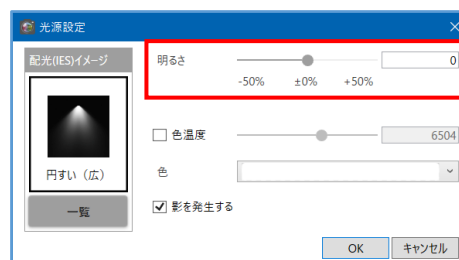 光源設定
配光(IES)イメージ
円すい（広）
一覧
明るさ
0
-50% ±0% +50%
色温度
6504
色
影を発生する
OK キャンセル